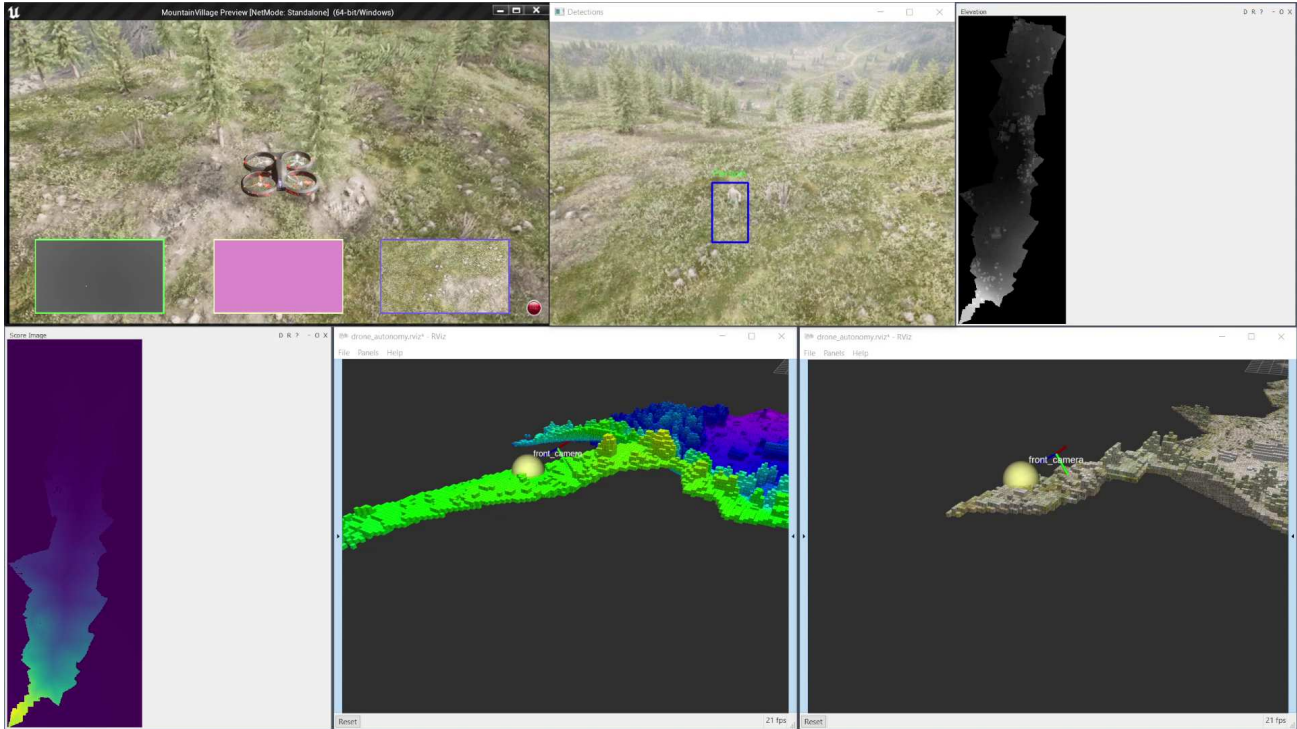 MountainVillage Preview [NetMode: Standalone] (64-bit/Windows)
Detections
Elevation
D R ? - O X
Score Image
D R ? - O X
drone_autonomy.rviz* - RViz
File Panels Help
front_camera
Reset
21 fps
drone_autonomy.rviz* - RViz
File Panels Help
front_camera
Reset
21 fps